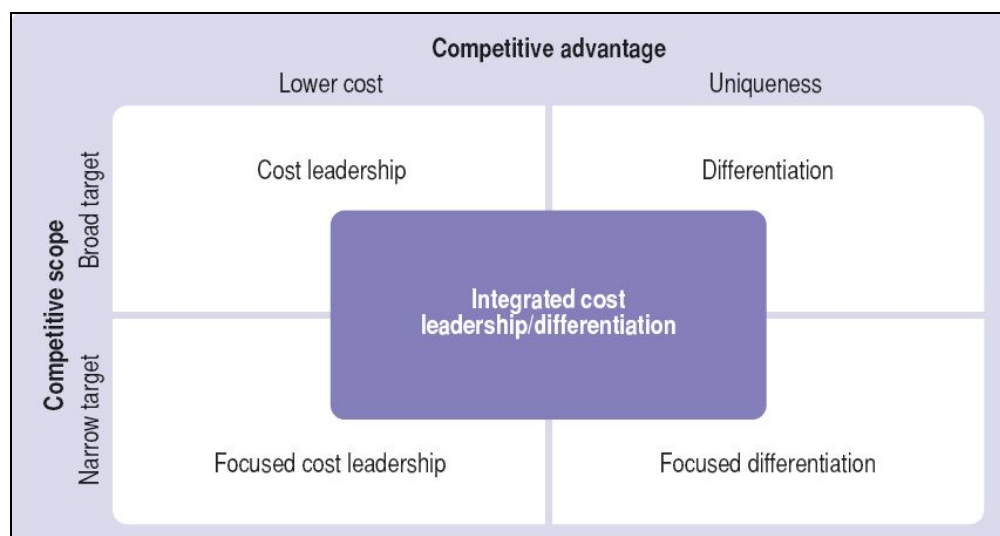 Competitive advantage
Lower cost
Uniqueness
Competitive scope
Broad target
Cost leadership
Differentiation
Integrated cost
leadership/differentiation
Narrow target
Focused cost leadership
Focused differentiation